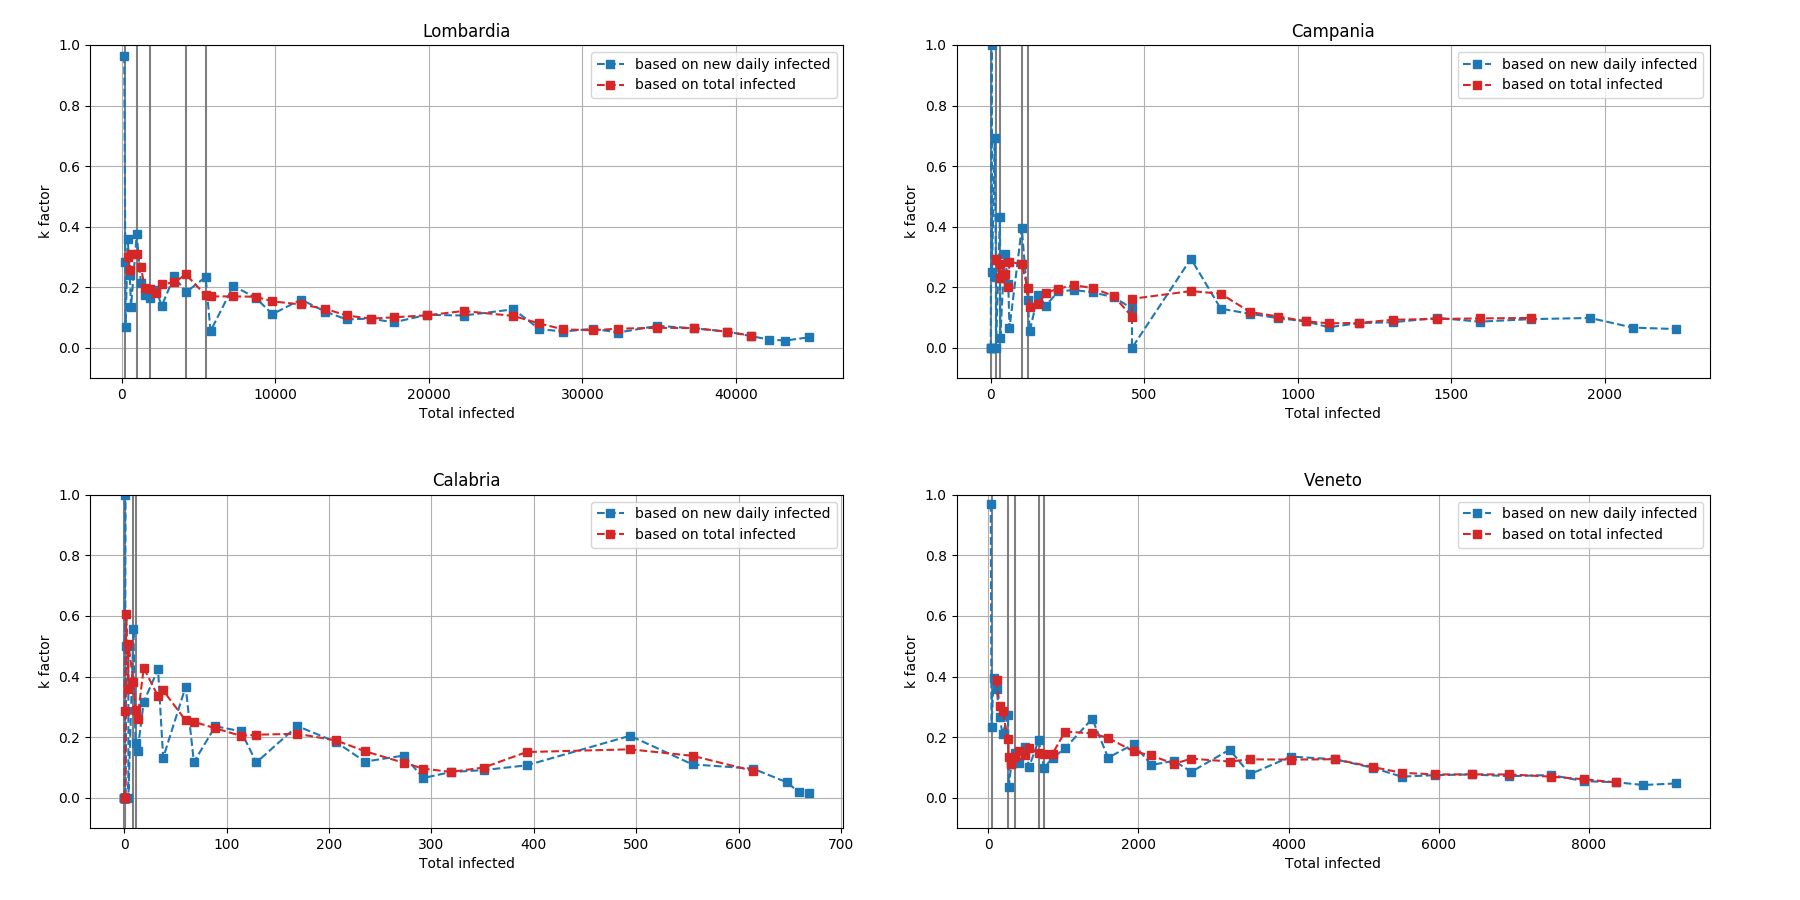 Lombardia
1.0
0.8
0.6
0.4
0.2
0.0
k factor
based on new daily infected
based on total infected
0 10000 20000 30000 40000
Total infected
Campania
1.0
0.8
0.6
0.4
0.2
0.0
k factor
based on new daily infected
based on total infected
0 500 1000 1500 2000
Total infected
Calabria
1.0
0.8
0.6
0.4
0.2
0.0
k factor
based on new daily infected
based on total infected
0 100 200 300 400 500 600 700
Total infected
Veneto
1.0
0.8
0.6
0.4
0.2
0.0
k factor
based on new daily infected
based on total infected
0 2000 4000 6000 8000
Total infected